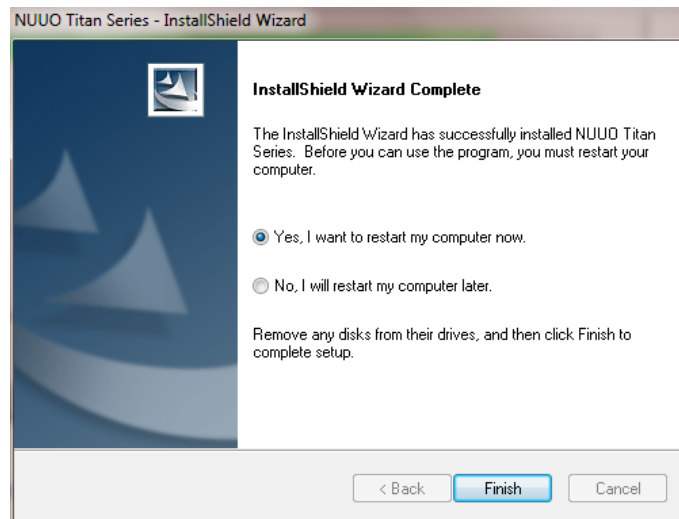 NUUO Titan Series - InstallShield Wizard
InstallShield Wizard Complete
The InstallShield Wizard has successfully installed NUUO Titan
Series. Before you can use the program, you must restart your
computer.
Yes, I want to restart my computer now.
No, I will restart my computer later.
Remove any disks from their drives, and then click Finish to
complete setup.
< Back Finish Cancel